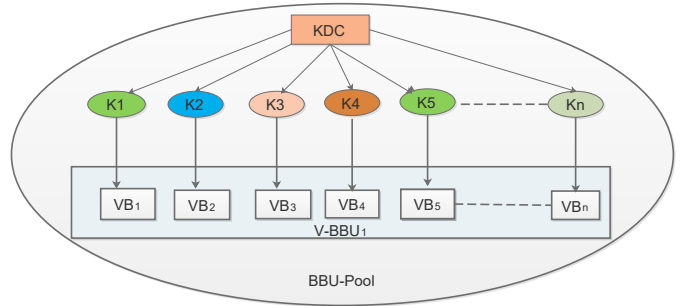 KDC
K1 K2 K3 K4 K5 Kn
VB1 VB2 VB3 VB4 VB5 VBn
V-BBU1
BBU-Pool